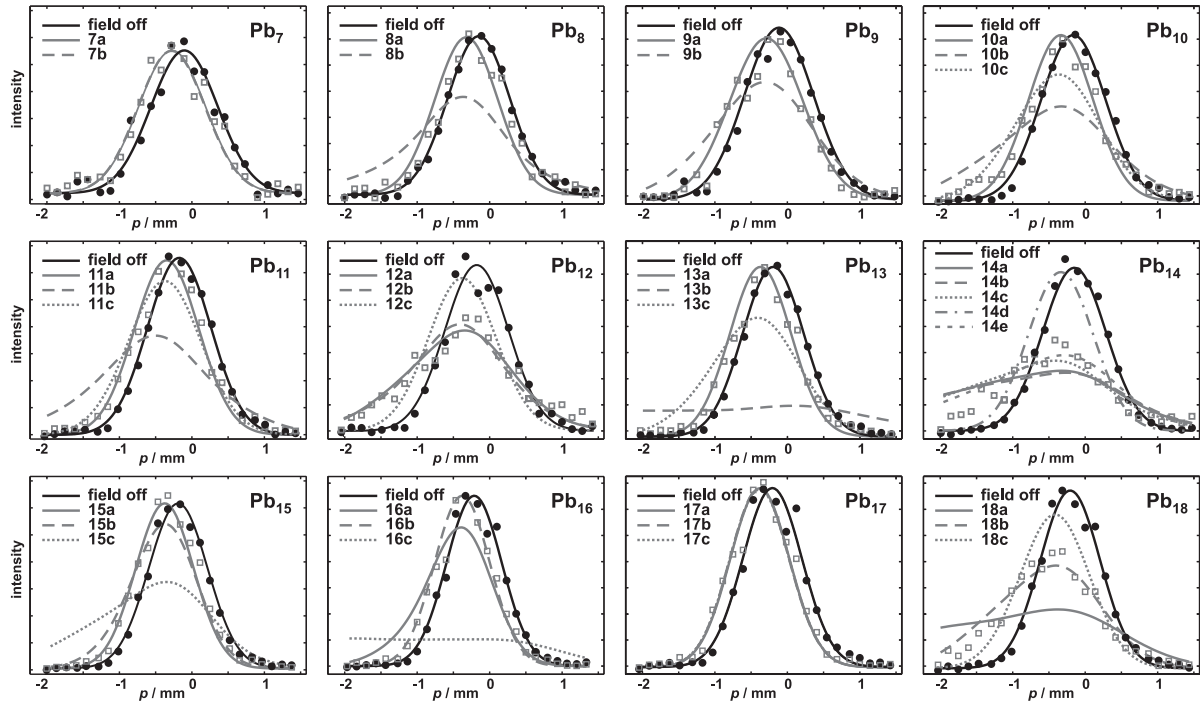 field off
7a
7b
Pb7
field off
8a
8b
Pb8
field off
9a
9b
Pb9
field off
10a
10b
10c
Pb10
intensity
-2 -1 0 1
p / mm
-2 -1 0 1
p / mm
-2 -1 0 1
p / mm
-2 -1 0 1
p / mm
field off
11a
11b
11c
Pb11
field off
12a
12b
12c
Pb12
field off
13a
13b
13c
Pb13
field off
14a
14b
14c
14d
14e
Pb14
intensity
-2 -1 0 1
p / mm
-2 -1 0 1
p / mm
-2 -1 0 1
p / mm
-2 -1 0 1
p / mm
field off
15a
15b
15c
Pb15
field off
16a
16b
16c
Pb16
field off
17a
17b
17c
Pb17
field off
18a
18b
18c
Pb18
intensity
-2 -1 0 1
p / mm
-2 -1 0 1
p / mm
-2 -1 0 1
p / mm
-2 -1 0 1
p / mm